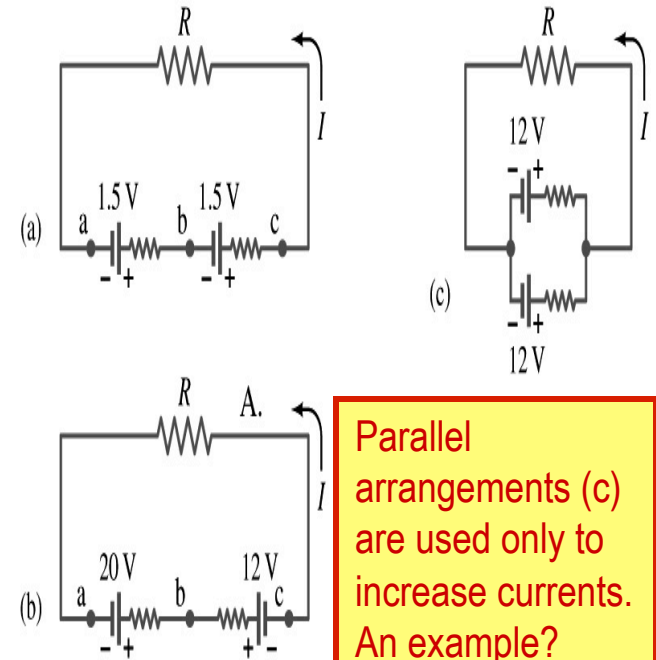 R
I
1.5 V 1.5 V
a b c
(a)
- + - +
R
I
12 V
- +
(c)
- +
12 V
R A.
I
20 V 12 V
a b c
(b)
- + + -
Parallel
arrangements (c)
are used only to
increase currents.
An example?